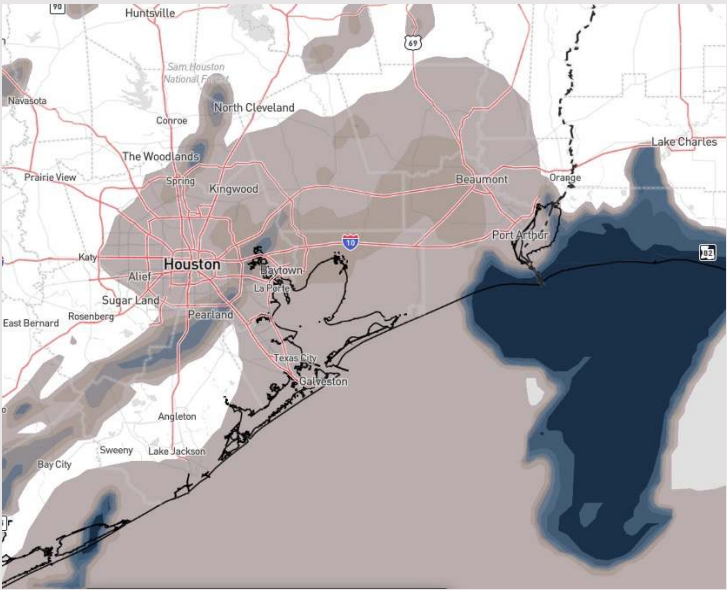 90
Huntsville
69
Sam Houston
National Forest
Navasota
North Cleveland
Conroe
Lake Charles
The Woodlands
Prairie View
Spring
Kingwood
Beaumont
Orange
Port Arthur
10
Katy
Houston
Alief
Baytown
La Porte
Sugar Land
Rosenberg
Pearland
East Bernard
Texas City
Galveston
Angleton
Sweeny
Lake Jackson
Bay City